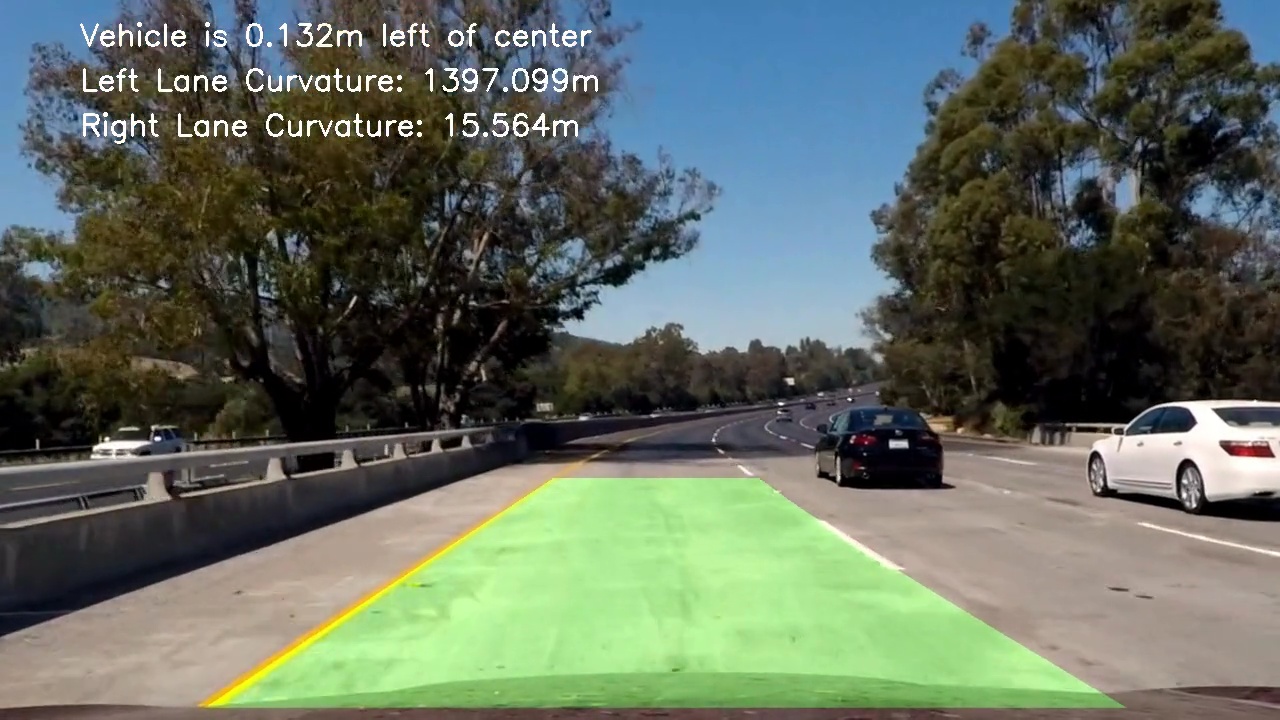 Vehicle is 0.132m left of center
Left Lane Curvature: 1397.099m
Right Lane Curvature: 15.564m